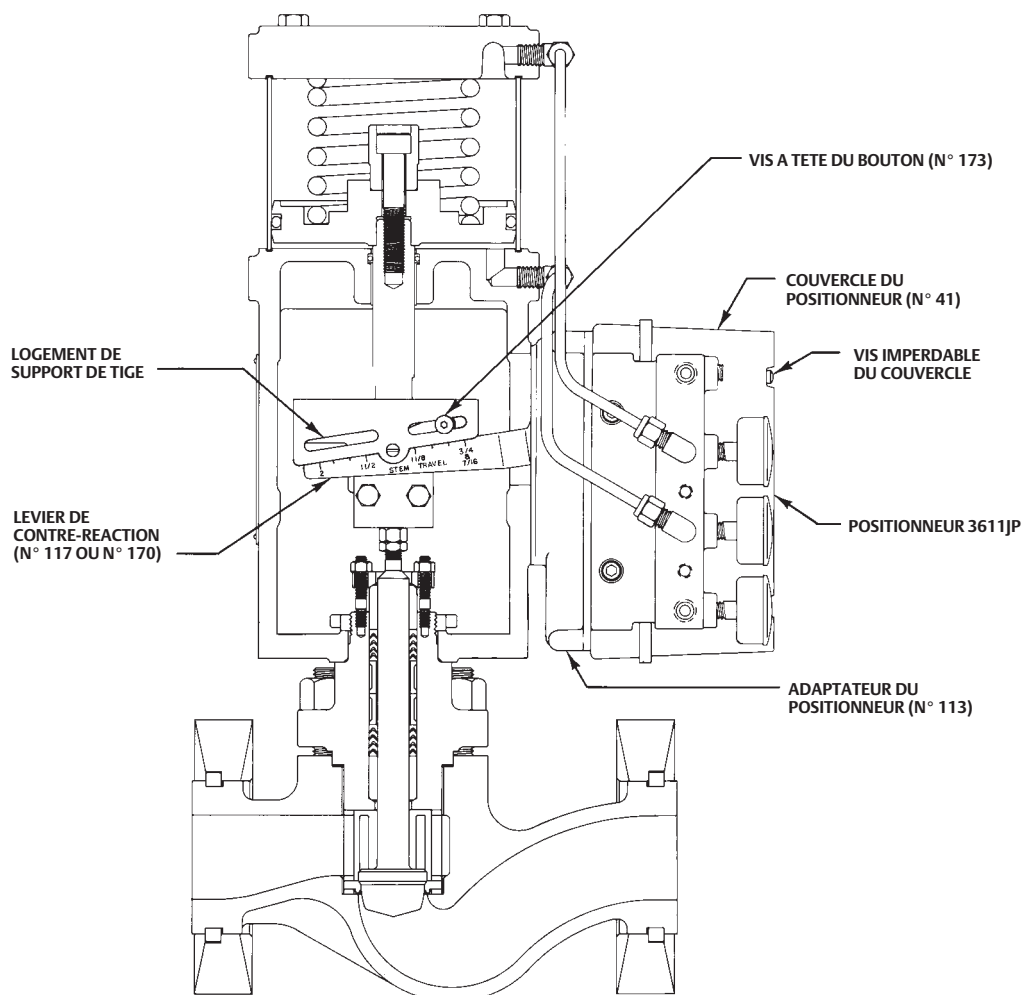 VIS A TETE DU BOUTON (N° 173)
COUVERCLE DU
POSITIONNEUR (N° 41)
LOGEMENT DE
SUPPORT DE TIGE
VIS IMPERDABLE
DU COUVERCLE
2 1 1/2 1 1/8 3/4
STEM TRAVEL &
7/16
LEVIER DE
CONTRE-REACTION
(N° 117 OU N° 170)
POSITIONNEUR 3611JP
ADAPTATEUR DU
POSITIONNEUR (N° 113)